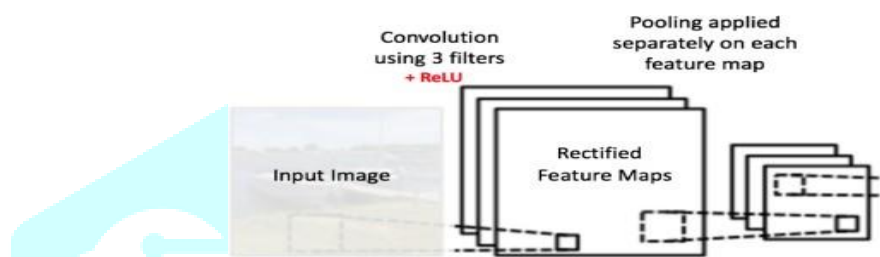 Convolution
using 3 filters
+ ReLU
Pooling applied
separately on each
feature map
Input Image
Rectified
Feature Maps